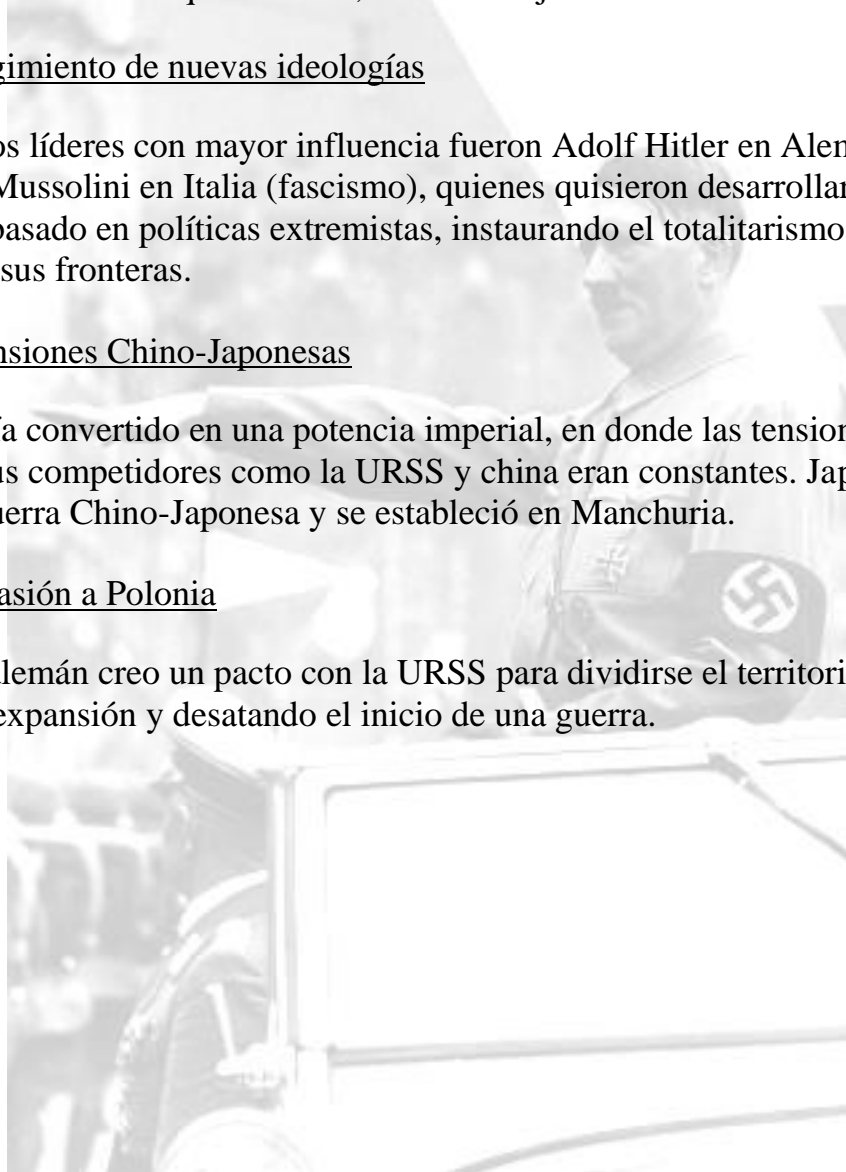 gimiento de nuevas ideologías
os líderes con mayor influencia fueron Adolf Hitler en Alem
Mussolini en Italia (fascismo), quienes quisieron desarrollar
basado en políticas extremistas, instaurando el totalitarismo
sus fronteras.
nsiones Chino-Japonesas
ía convertido en una potencia imperial, en donde las tension
us competidores como la URSS y china eran constantes. Jap
uerra Chino-Japonesa y se estableció en Manchuria.
asión a Polonia
alemán creo un pacto con la URSS para dividirse el territori
expansión y desatando el inicio de una guerra.